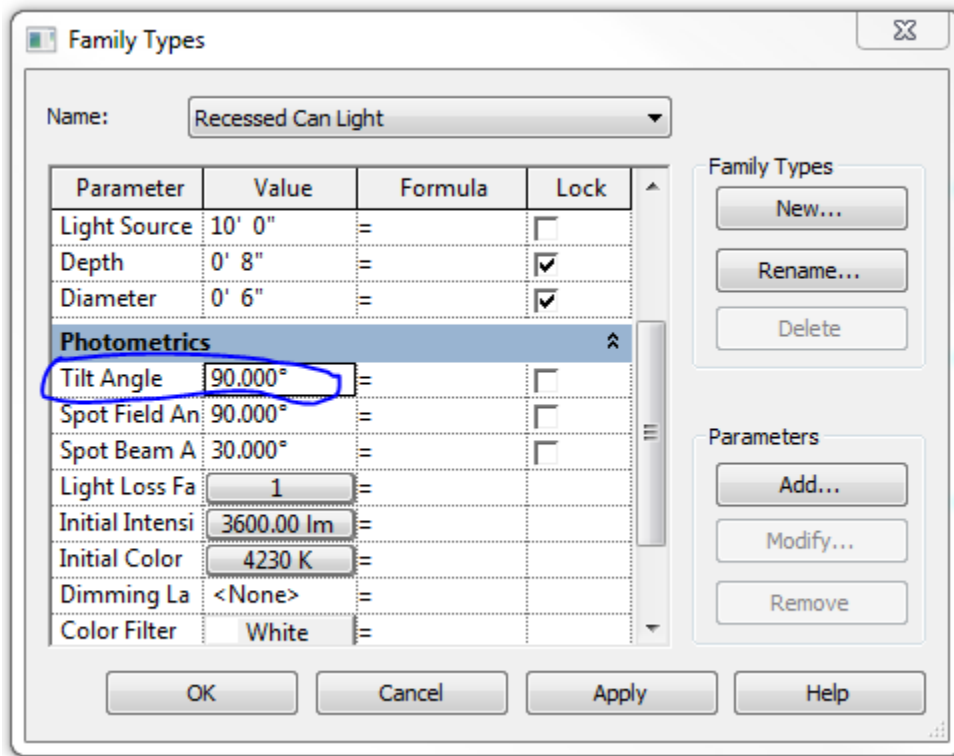 Family Types
Name: Recessed Can Light
Parameter Value Formula Lock
Light Source 10' 0" =
Depth 0' 8" =
Diameter 0' 6" =
Photometrics
Tilt Angle 90.000° =
Spot Field An 90.000° =
Spot Beam A 30.000° =
Light Loss Fa 1 =
Initial Intensi 3600.00 lm =
Initial Color 4230 K =
Dimming La <None> =
Color Filter White =
Family Types
New...
Rename...
Delete
Parameters
Add...
Modify...
Remove
OK Cancel Apply Help